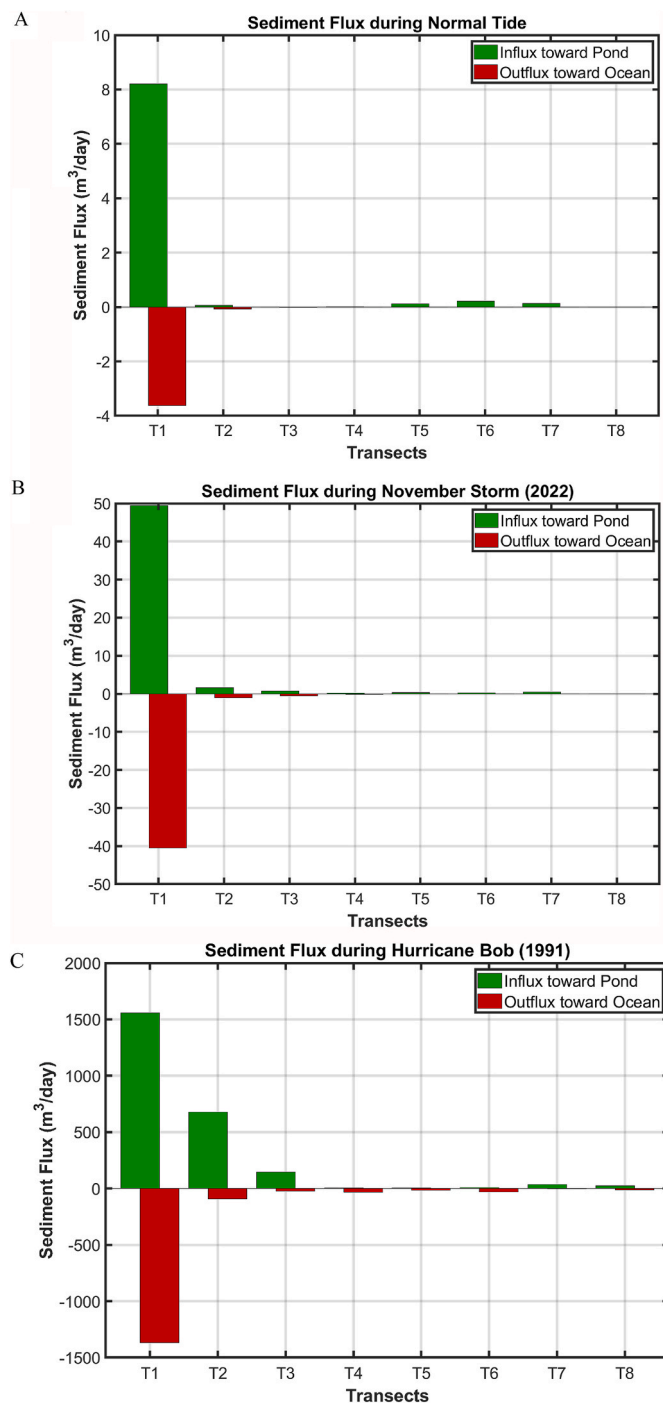 A
Sediment Flux during Normal Tide
Influx toward Pond
Outflux toward Ocean
Sediment Flux (m³/day)
10
8
6
4
2
0
-2
-4
T1 T2 T3 T4 T5 T6 T7 T8
Transects
B
Sediment Flux during November Storm (2022)
Influx toward Pond
Outflux toward Ocean
Sediment Flux (m³/day)
50
40
30
20
10
0
-10
-20
-30
-40
-50
T1 T2 T3 T4 T5 T6 T7 T8
Transects
C
Sediment Flux during Hurricane Bob (1991)
Influx toward Pond
Outflux toward Ocean
Sediment Flux (m³/day)
2000
1500
1000
500
0
-500
-1000
-1500
T1 T2 T3 T4 T5 T6 T7 T8
Transects